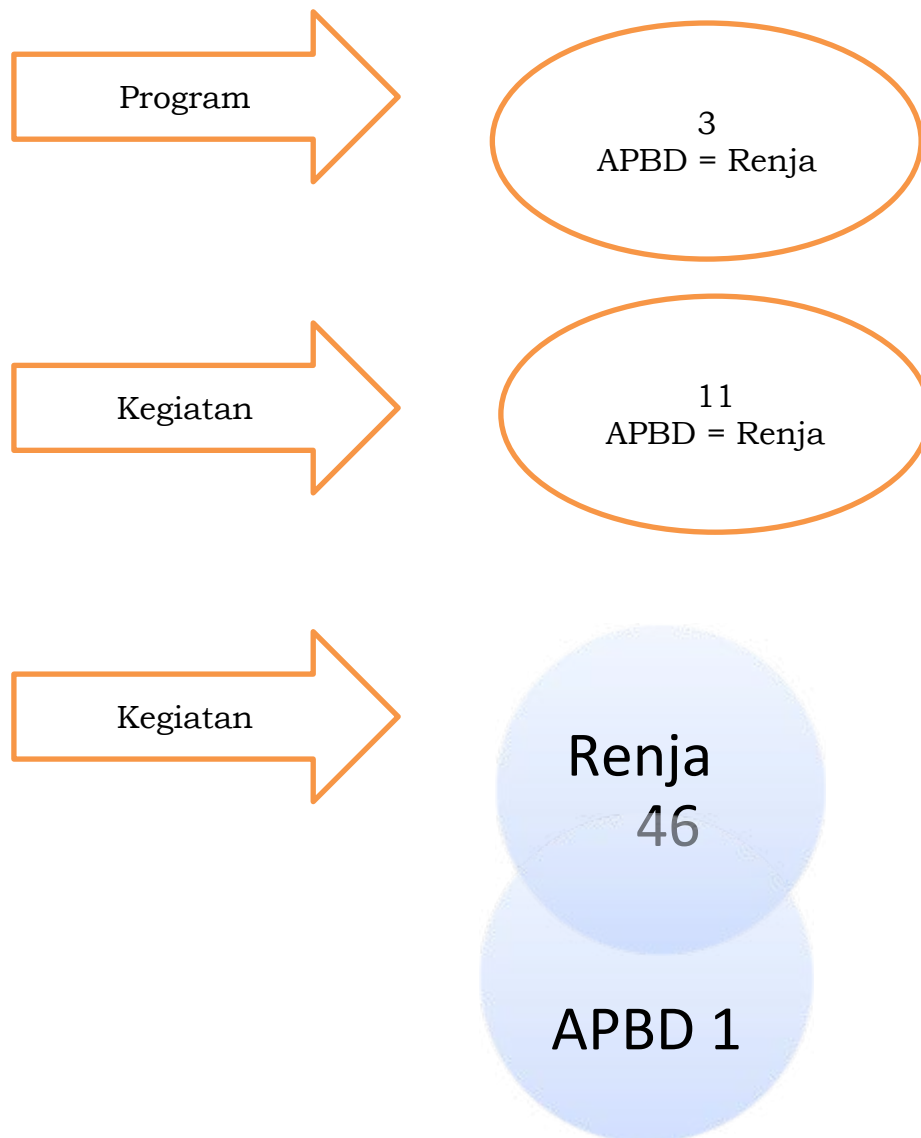 Program
3
APBD = Renja
Kegiatan
11
APBD = Renja
Kegiatan
Renja
46
APBD 1